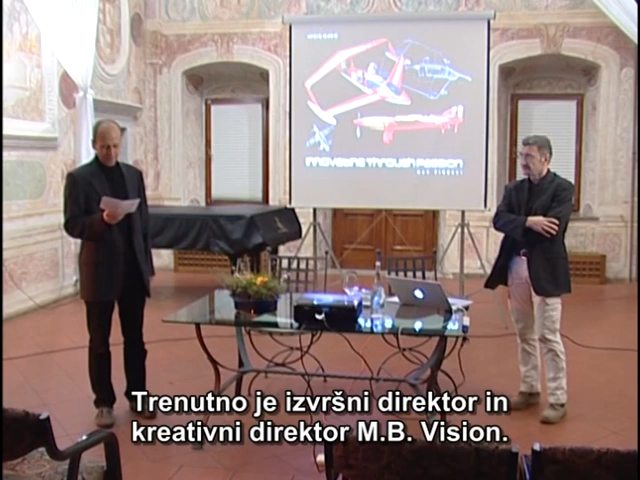 innovating through passion
Trenutno je izvršni direktor in
kreativni direktor M.B. Vision.